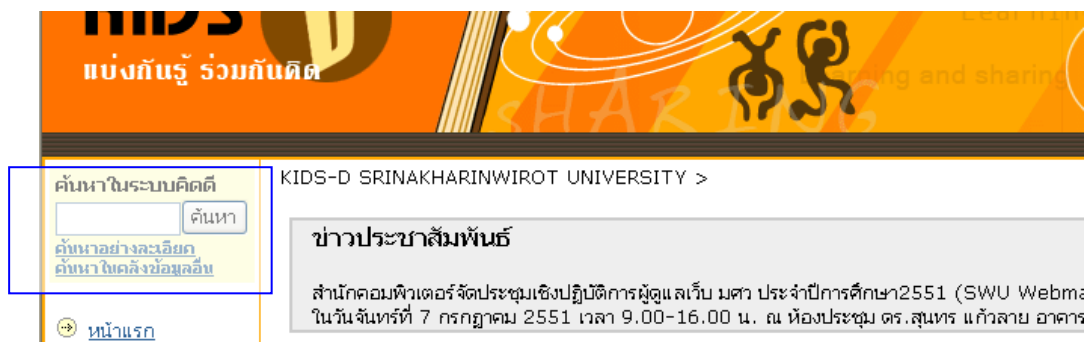 KIDS
D
แบ่งกันรู้ ร่วมกันคิด
SHARING
Learning
Learning and sharing
ค้นหาในระบบคิดดี
ค้นหา
ค้นหาอย่างละเอียด
ค้นหาในคลังข้อมูลอื่น
หน้าแรก
KIDS-D SRINAKHARINWIROT UNIVERSITY >
ข่าวประชาสัมพันธ์
สำนักคอมพิวเตอร์จัดประชุมเชิงปฏิบัติการผู้ดูแลเว็บ มศว ประจำปีการศึกษา2551 (SWU Webma
ในวันจันทร์ที่ 7 กรกฎาคม 2551 เวลา 9.00-16.00 น. ณ ห้องประชุม ดร.สุนทร แก้วลาย อาคาร